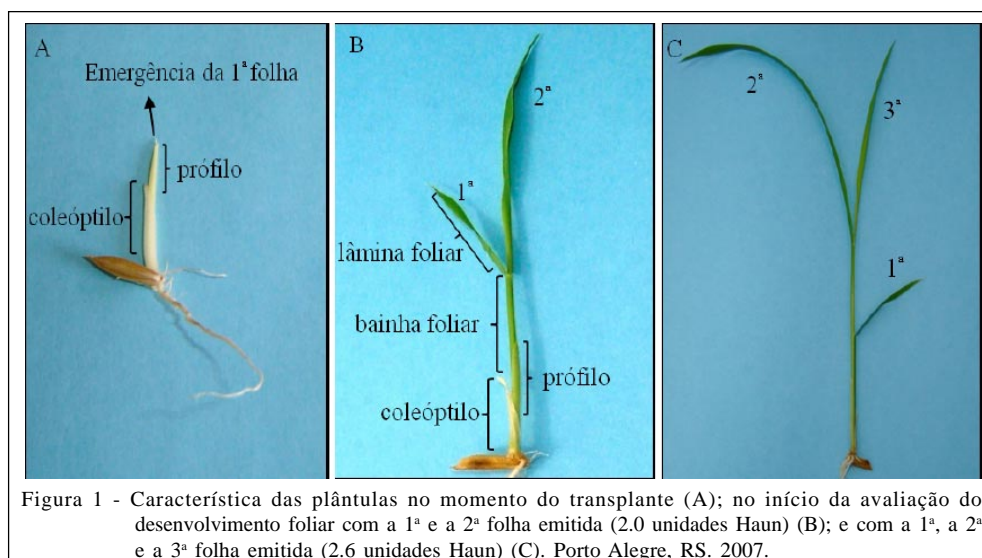 A
Emergência da 1ª folha
prófilo
coleóptilo
B
2ª
1ª
lâmina foliar
bainha foliar
prófilo
coleóptilo
C
2ª
3ª
1ª
Figura 1 - Característica das plântulas no momento do transplante (A); no início da avaliação do
desenvolvimento foliar com a 1ª e a 2ª folha emitida (2.0 unidades Haun) (B); e com a 1ª, a 2ª
e a 3ª folha emitida (2.6 unidades Haun) (C). Porto Alegre, RS. 2007.